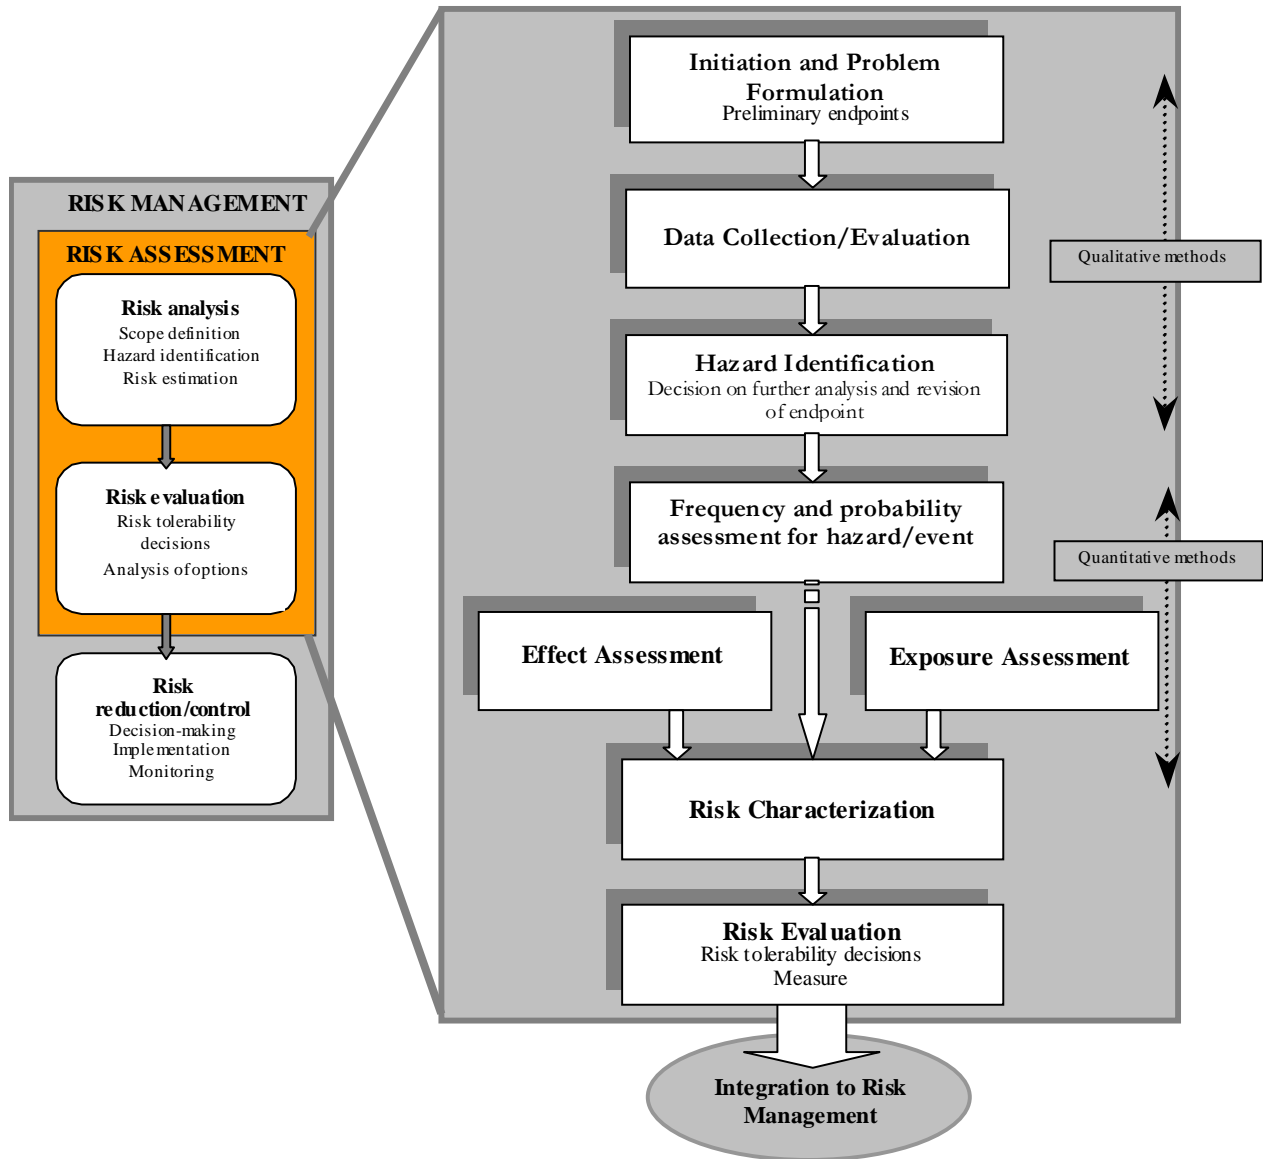 RISK MANAGEMENT
RISK ASSESSMENT
Risk analysis
Scope definition
Hazard identification
Risk estimation
Risk evaluation
Risk tolerability
decisions
Analysis of options
Risk
reduction/control
Decision-making
Implementation
Monitoring
Initiation and Problem
Formulation
Preliminary endpoints
Data Collection/Evaluation
Hazard Identification
Decision on further analysis and revision
of endpoint
Frequency and probability
assessment for hazard/event
Effect Assessment
Exposure Assessment
Risk Characterization
Risk Evaluation
Risk tolerability decisions
Measure
Integration to Risk
Management
Qualitative methods
Quantitative methods